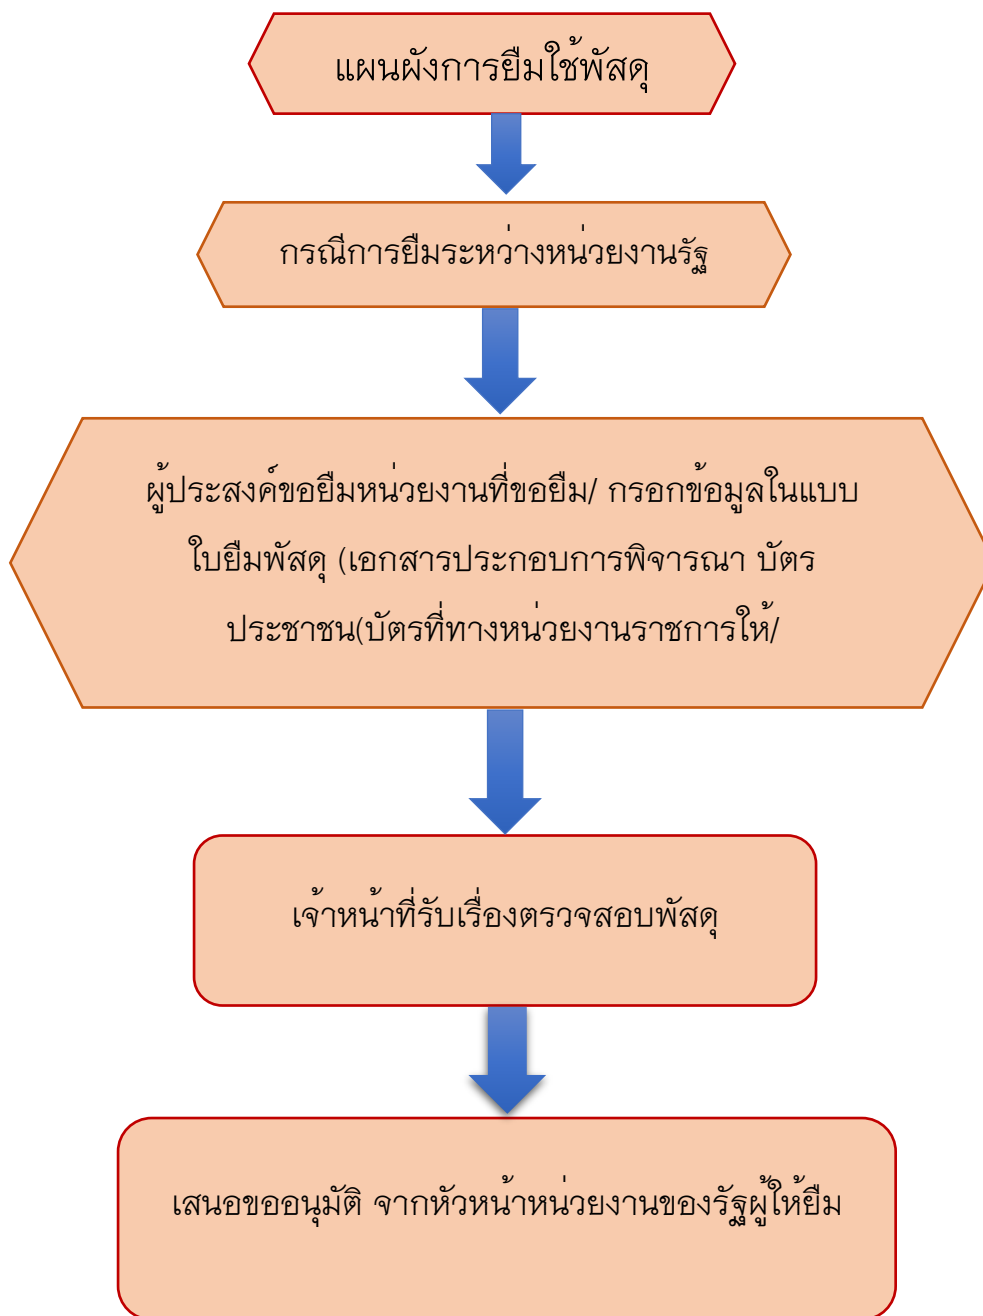 แผนผังการยืมใช้พัสดุ
กรณีการยืมระหว่างหน่วยงานรัฐ
ผู้ประสงค์ขอยืมหน่วยงานที่ขอยืม/ กรอกข้อมูลในแบบ
ใบยืมพัสดุ (เอกสารประกอบการพิจารณา บัตร
ประชาชน(บัตรที่ทางหน่วยงานราชการให้/
เจ้าหน้าที่รับเรื่องตรวจสอบพัสดุ
เสนอขออนุมัติ จากหัวหน้าหน่วยงานของรัฐผู้ให้ยืม